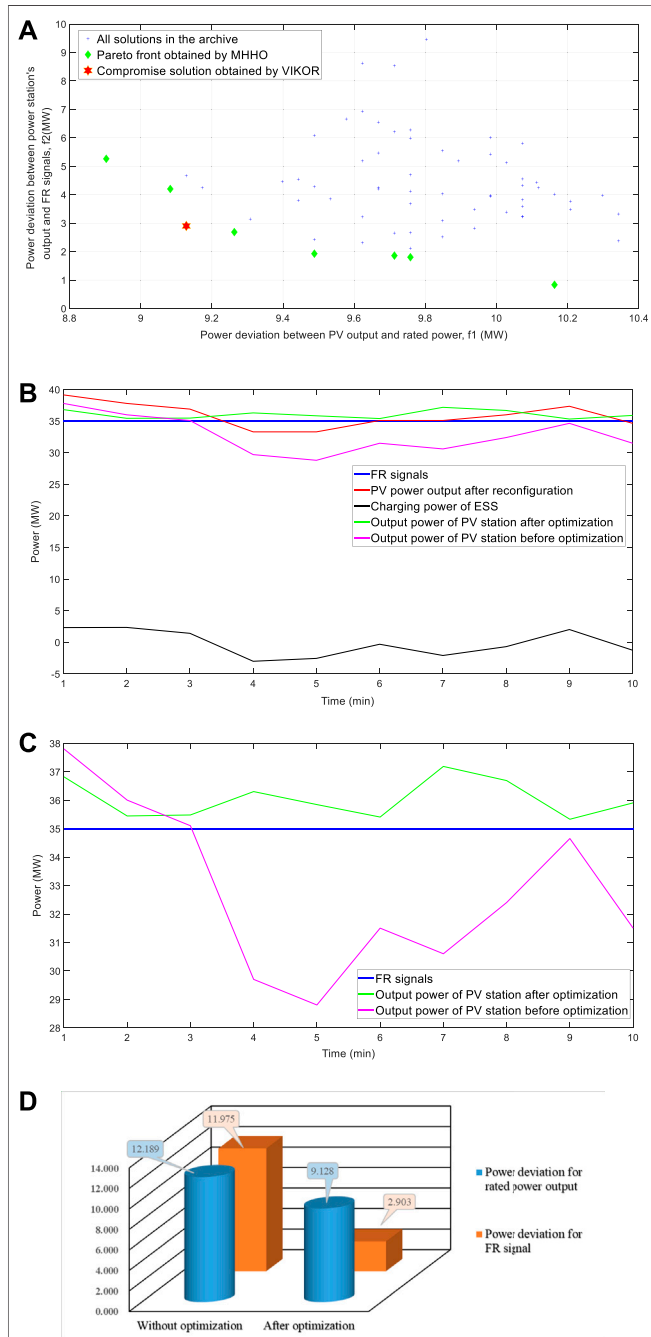 A
All solutions in the archive
Pareto front obtained by MHHO
Compromise solution obtained by VIKOR
Power deviation between power station's
output and FR signals, f2(MW)
10
9
8
7
6
5
4
3
2
1
0
8.8
9
9.2
9.4
9.6
9.8
10
10.2
10.4
Power deviation between PV output and rated power, f1 (MW)
B
40
35
30
25
20
15
10
5
0
-5
Power (MW)
FR signals
PV power output after reconfiguration
Charging power of ESS
Output power of PV station after optimization
Output power of PV station before optimization
1
2
3
4
5
6
7
8
9
10
Time (min)
C
38
37
36
35
34
33
32
31
30
29
28
Power (MW)
FR signals
Output power of PV station after optimization
Output power of PV station before optimization
1
2
3
4
5
6
7
8
9
10
Time (min)
D
12.189
11.975
9.128
2.903
14.000
12.000
10.000
8.000
6.000
4.000
2.000
0.000
Without optimization
After optimization
Power deviation for
rated power output
Power deviation for
FR signal